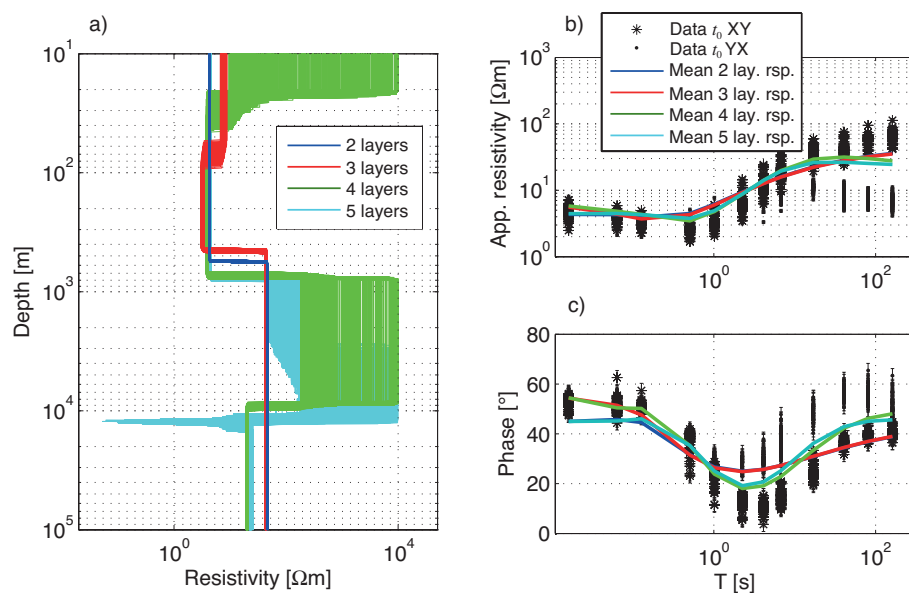 a)
10^1
10^2
10^3
10^4
10^5
Depth [m]
2 layers
3 layers
4 layers
5 layers
10^0
10^4
Resistivity [Ωm]
b)
Data t_0 XY
Data t_0 YX
Mean 2 lay. rsp.
Mean 3 lay. rsp.
Mean 4 lay. rsp.
Mean 5 lay. rsp.
10^3
10^2
10^1
10^0
App. resistivity [Ωm]
10^0
10^2
c)
80
60
40
20
0
Phase [°]
10^0
10^2
T [s]